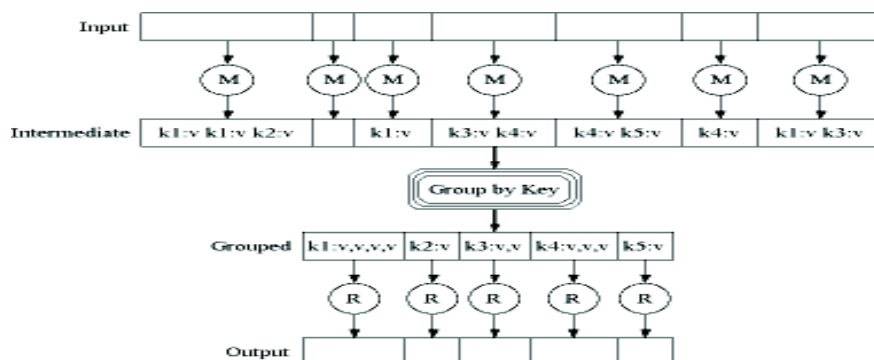 Input
M M M M M M M
Intermediate k1:v k1:v k2:v k1:v k3:v k4:v k4:v k5:v k4:v k1:v k3:v
Group by Key
Grouped k1:v,v,v,v k2:v k3:v,v k4:v,v,v k5:v
R R R R R
Output